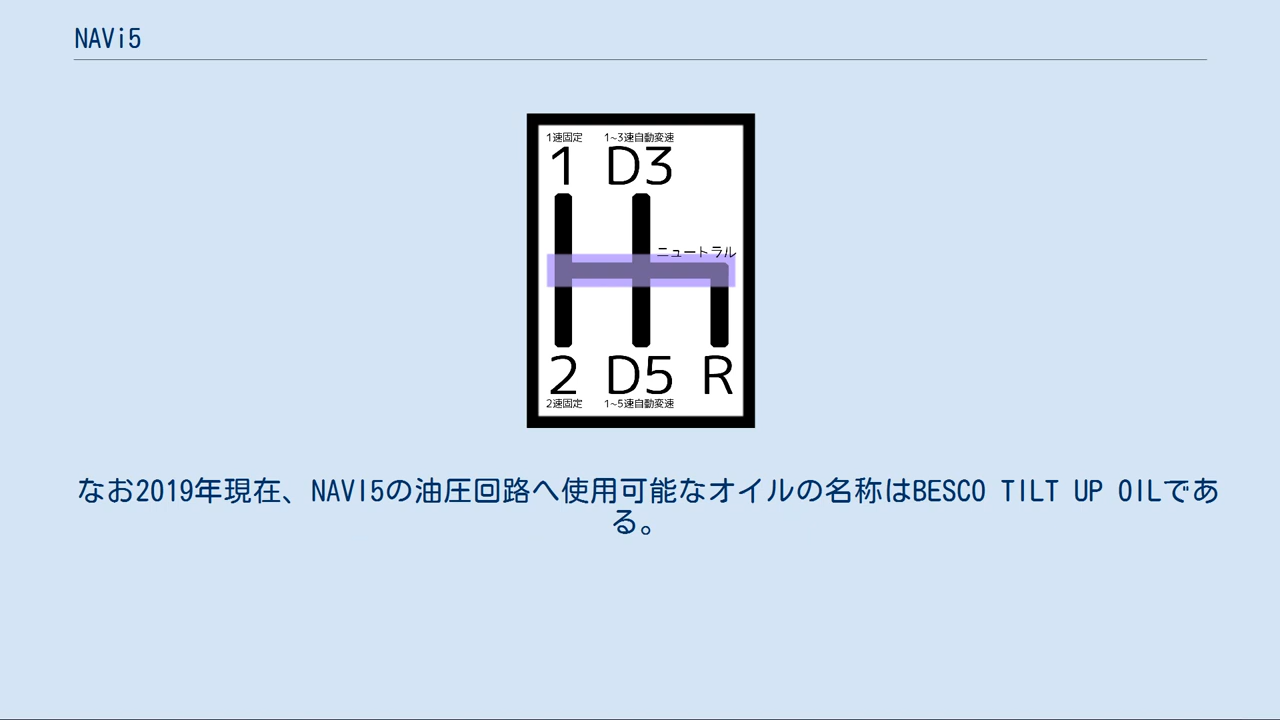 NAVi5
1速固定 1~3速自動変速
1 D3
ニュートラル
2 D5 R
2速固定 1~5速自動変速
なお2019年現在、NAVI5の油圧回路へ使用可能なオイルの名称はBESCO TILT UP OILであ
る。